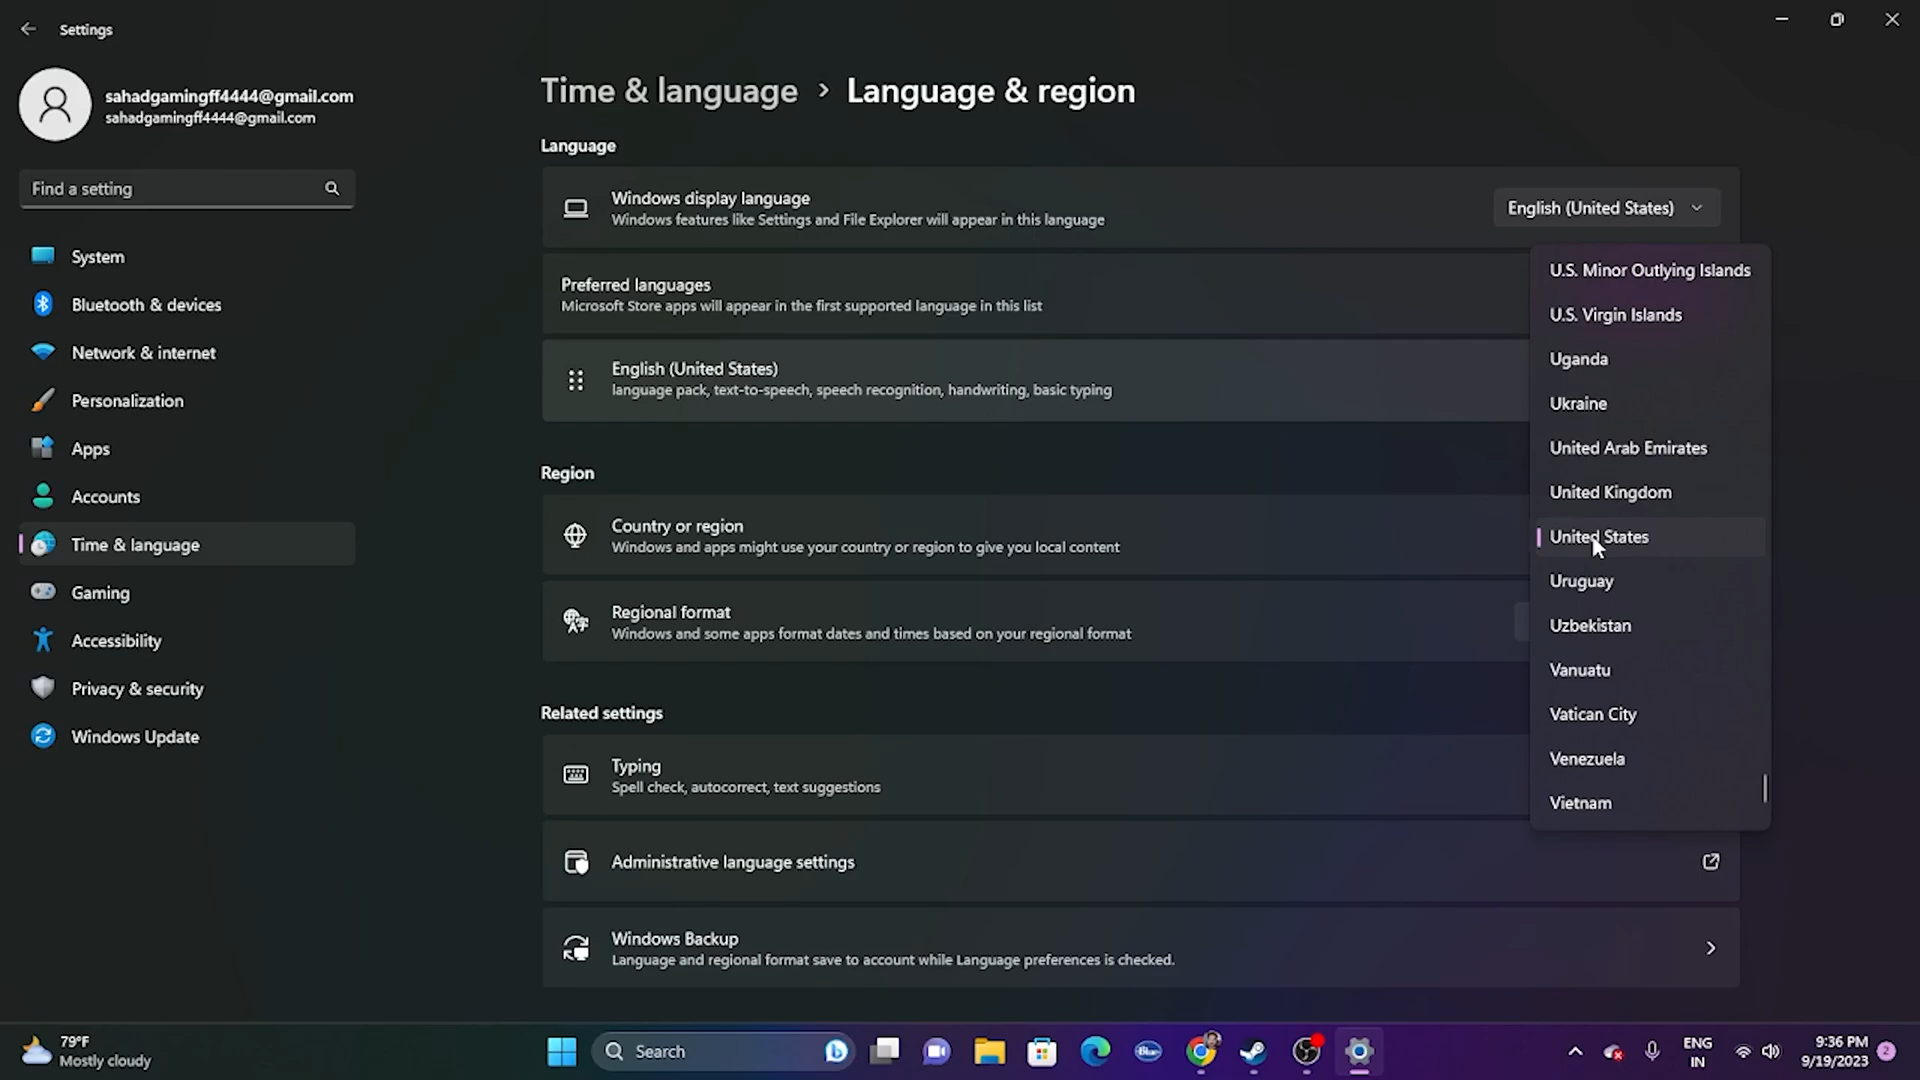 Settings
sahadgamingff4444@gmail.com
sahadgamingff4444@gmail.com
Find a setting
System
Bluetooth & devices
Network & internet
Personalization
Apps
Accounts
Time & language
Gaming
Accessibility
Privacy & security
Windows Update
Time & language > Language & region
Language
Windows display language
Windows features like Settings and File Explorer will appear in this language
English (United States)
Preferred languages
Microsoft Store apps will appear in the first supported language in this list
English (United States)
language pack, text-to-speech, speech recognition, handwriting, basic typing
Region
Country or region
Windows and apps might use your country or region to give you local content
Regional format
Windows and some apps format dates and times based on your regional format
Related settings
Typing
Spell check, autocorrect, text suggestions
Administrative language settings
Windows Backup
Language and regional format save to account while Language preferences is checked.
U.S. Minor Outlying Islands
U.S. Virgin Islands
Uganda
Ukraine
United Arab Emirates
United Kingdom
United States
Uruguay
Uzbekistan
Vanuatu
Vatican City
Venezuela
Vietnam
79°F
Mostly cloudy
Search
Blue
ENG
IN
9:36 PM
9/19/2023
2